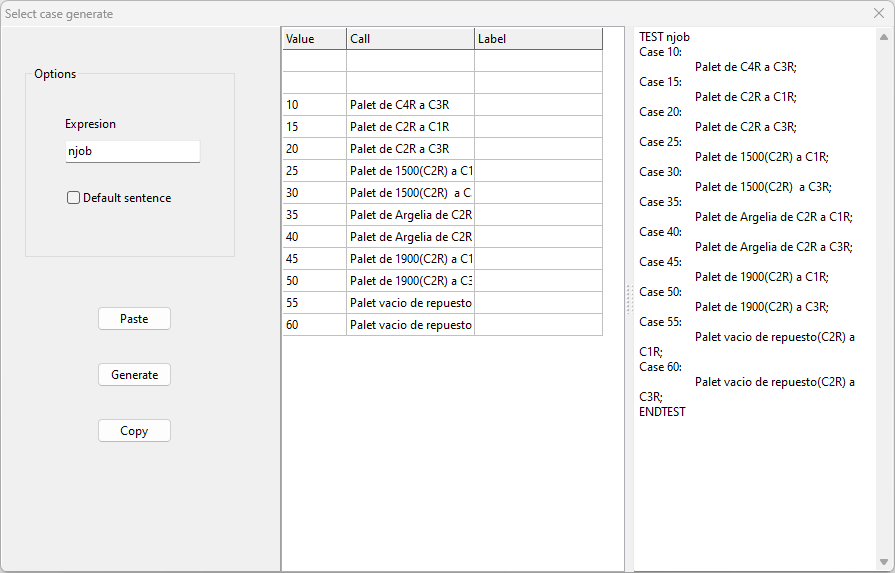 Select case generate
Options
Expresion
njob
Default sentence
Paste
Generate
Copy
Value Call Label
10 Palet de C4R a C3R
15 Palet de C2R a C1R
20 Palet de C2R a C3R
25 Palet de 1500(C2R) a C1
30 Palet de 1500(C2R)  a C
35 Palet de Argelia de C2R
40 Palet de Argelia de C2R
45 Palet de 1900(C2R) a C1
50 Palet de 1900(C2R) a C3
55 Palet vacio de repuesto
60 Palet vacio de repuesto
TEST njob
Case 10:
Palet de C4R a C3R;
Case 15:
Palet de C2R a C1R;
Case 20:
Palet de C2R a C3R;
Case 25:
Palet de 1500(C2R) a C1R;
Case 30:
Palet de 1500(C2R)  a C3R;
Case 35:
Palet de Argelia de C2R a C1R;
Case 40:
Palet de Argelia de C2R a C3R;
Case 45:
Palet de 1900(C2R) a C1R;
Case 50:
Palet de 1900(C2R) a C3R;
Case 55:
Palet vacio de repuesto(C2R) a
C1R;
Case 60:
Palet vacio de repuesto(C2R) a
C3R;
ENDTEST